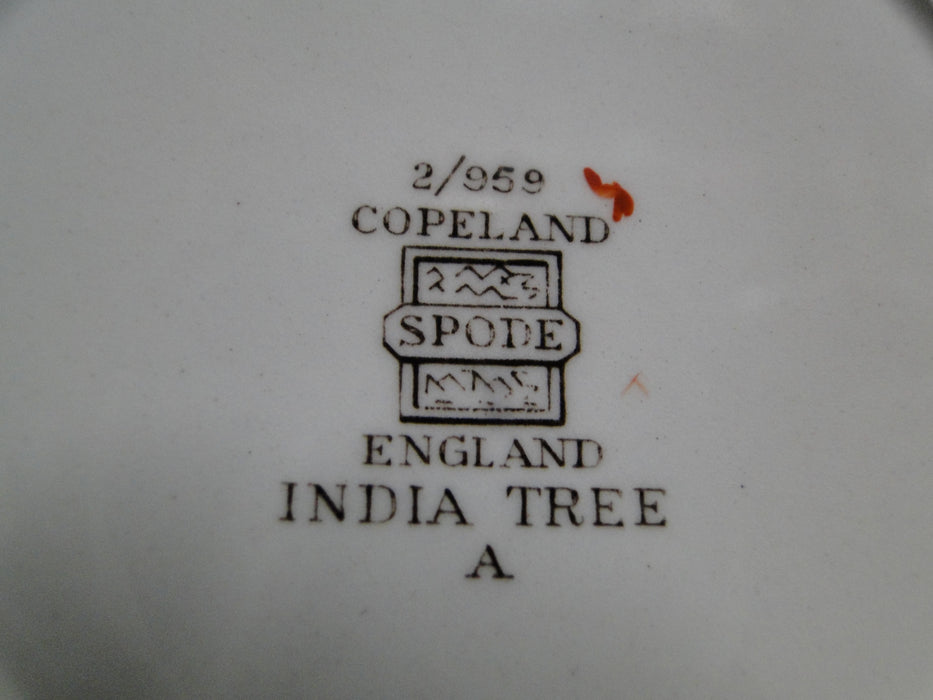 2/959
COPELAND
SPODE
ENGLAND
INDIA TREE
A